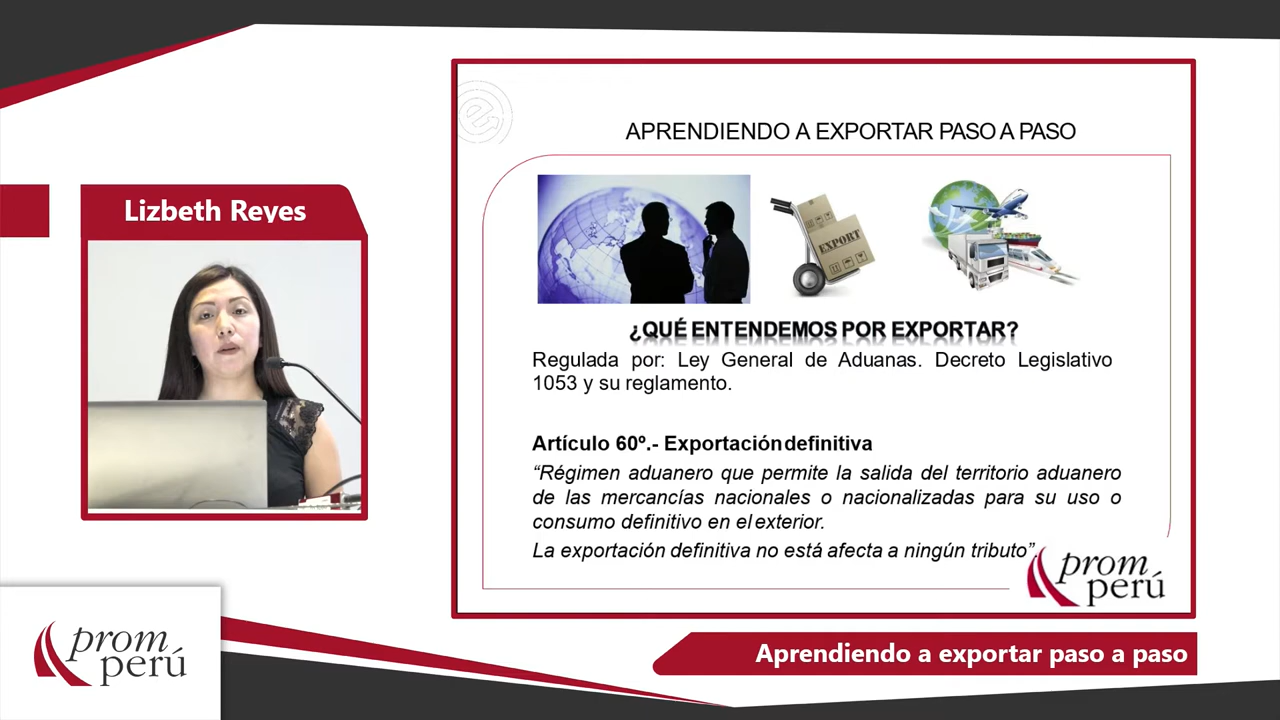 Lizbeth Reyes
APRENDIENDO A EXPORTAR PASO A PASO
EXPORT
¿QUÉ ENTENDEMOS POR EXPORTAR?
Regulada por: Ley General de Aduanas. Decreto Legislativo
1053 y su reglamento.
Artículo 60º.- Exportación definitiva
“Régimen aduanero que permite la salida del territorio aduanero
de las mercancías nacionales o nacionalizadas para su uso o
consumo definitivo en el exterior.
La exportación definitiva no está afecta a ningún tributo”.
prom
perú
Aprendiendo a exportar paso a paso
prom
perú